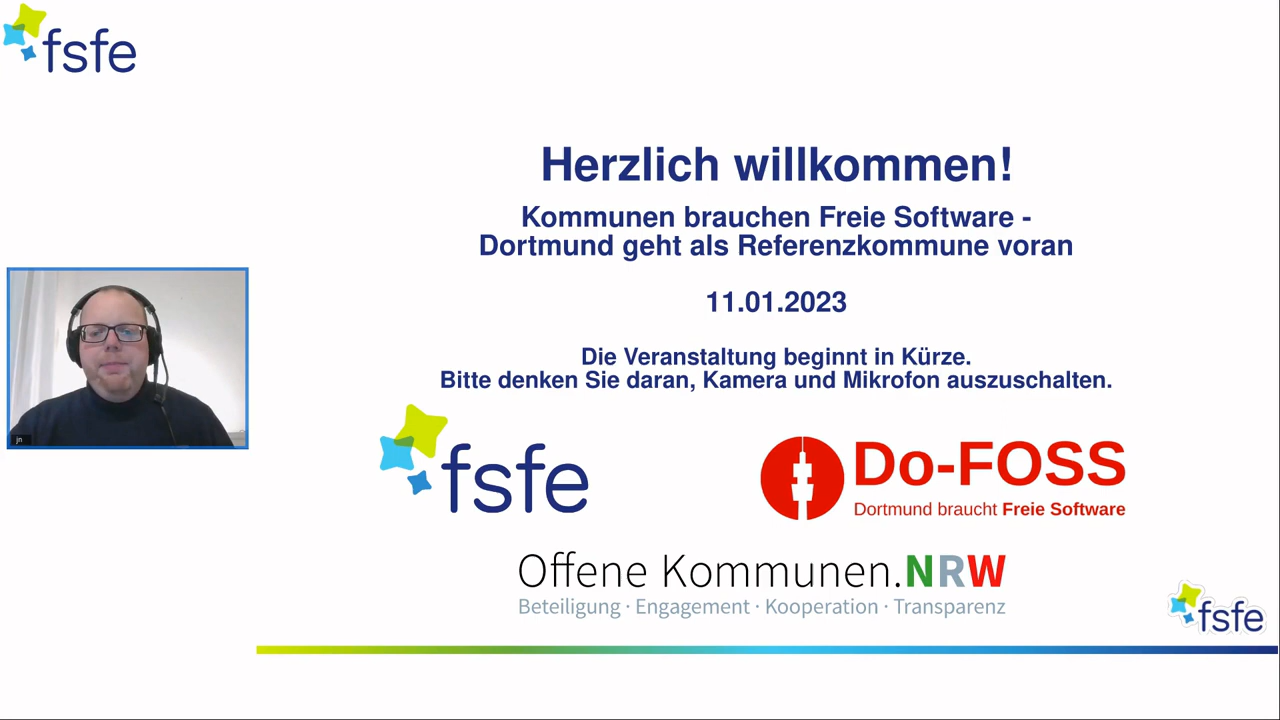 fsfe
Herzlich willkommen!
Kommunen brauchen Freie Software -
Dortmund geht als Referenzkommune voran
11.01.2023
Die Veranstaltung beginnt in Kürze.
Bitte denken Sie daran, Kamera und Mikrofon auszuschalten.
jn
fsfe
Do-FOSS
Dortmund braucht Freie Software
Offene Kommunen.NRW
Beteiligung · Engagement · Kooperation · Transparenz
fsfe